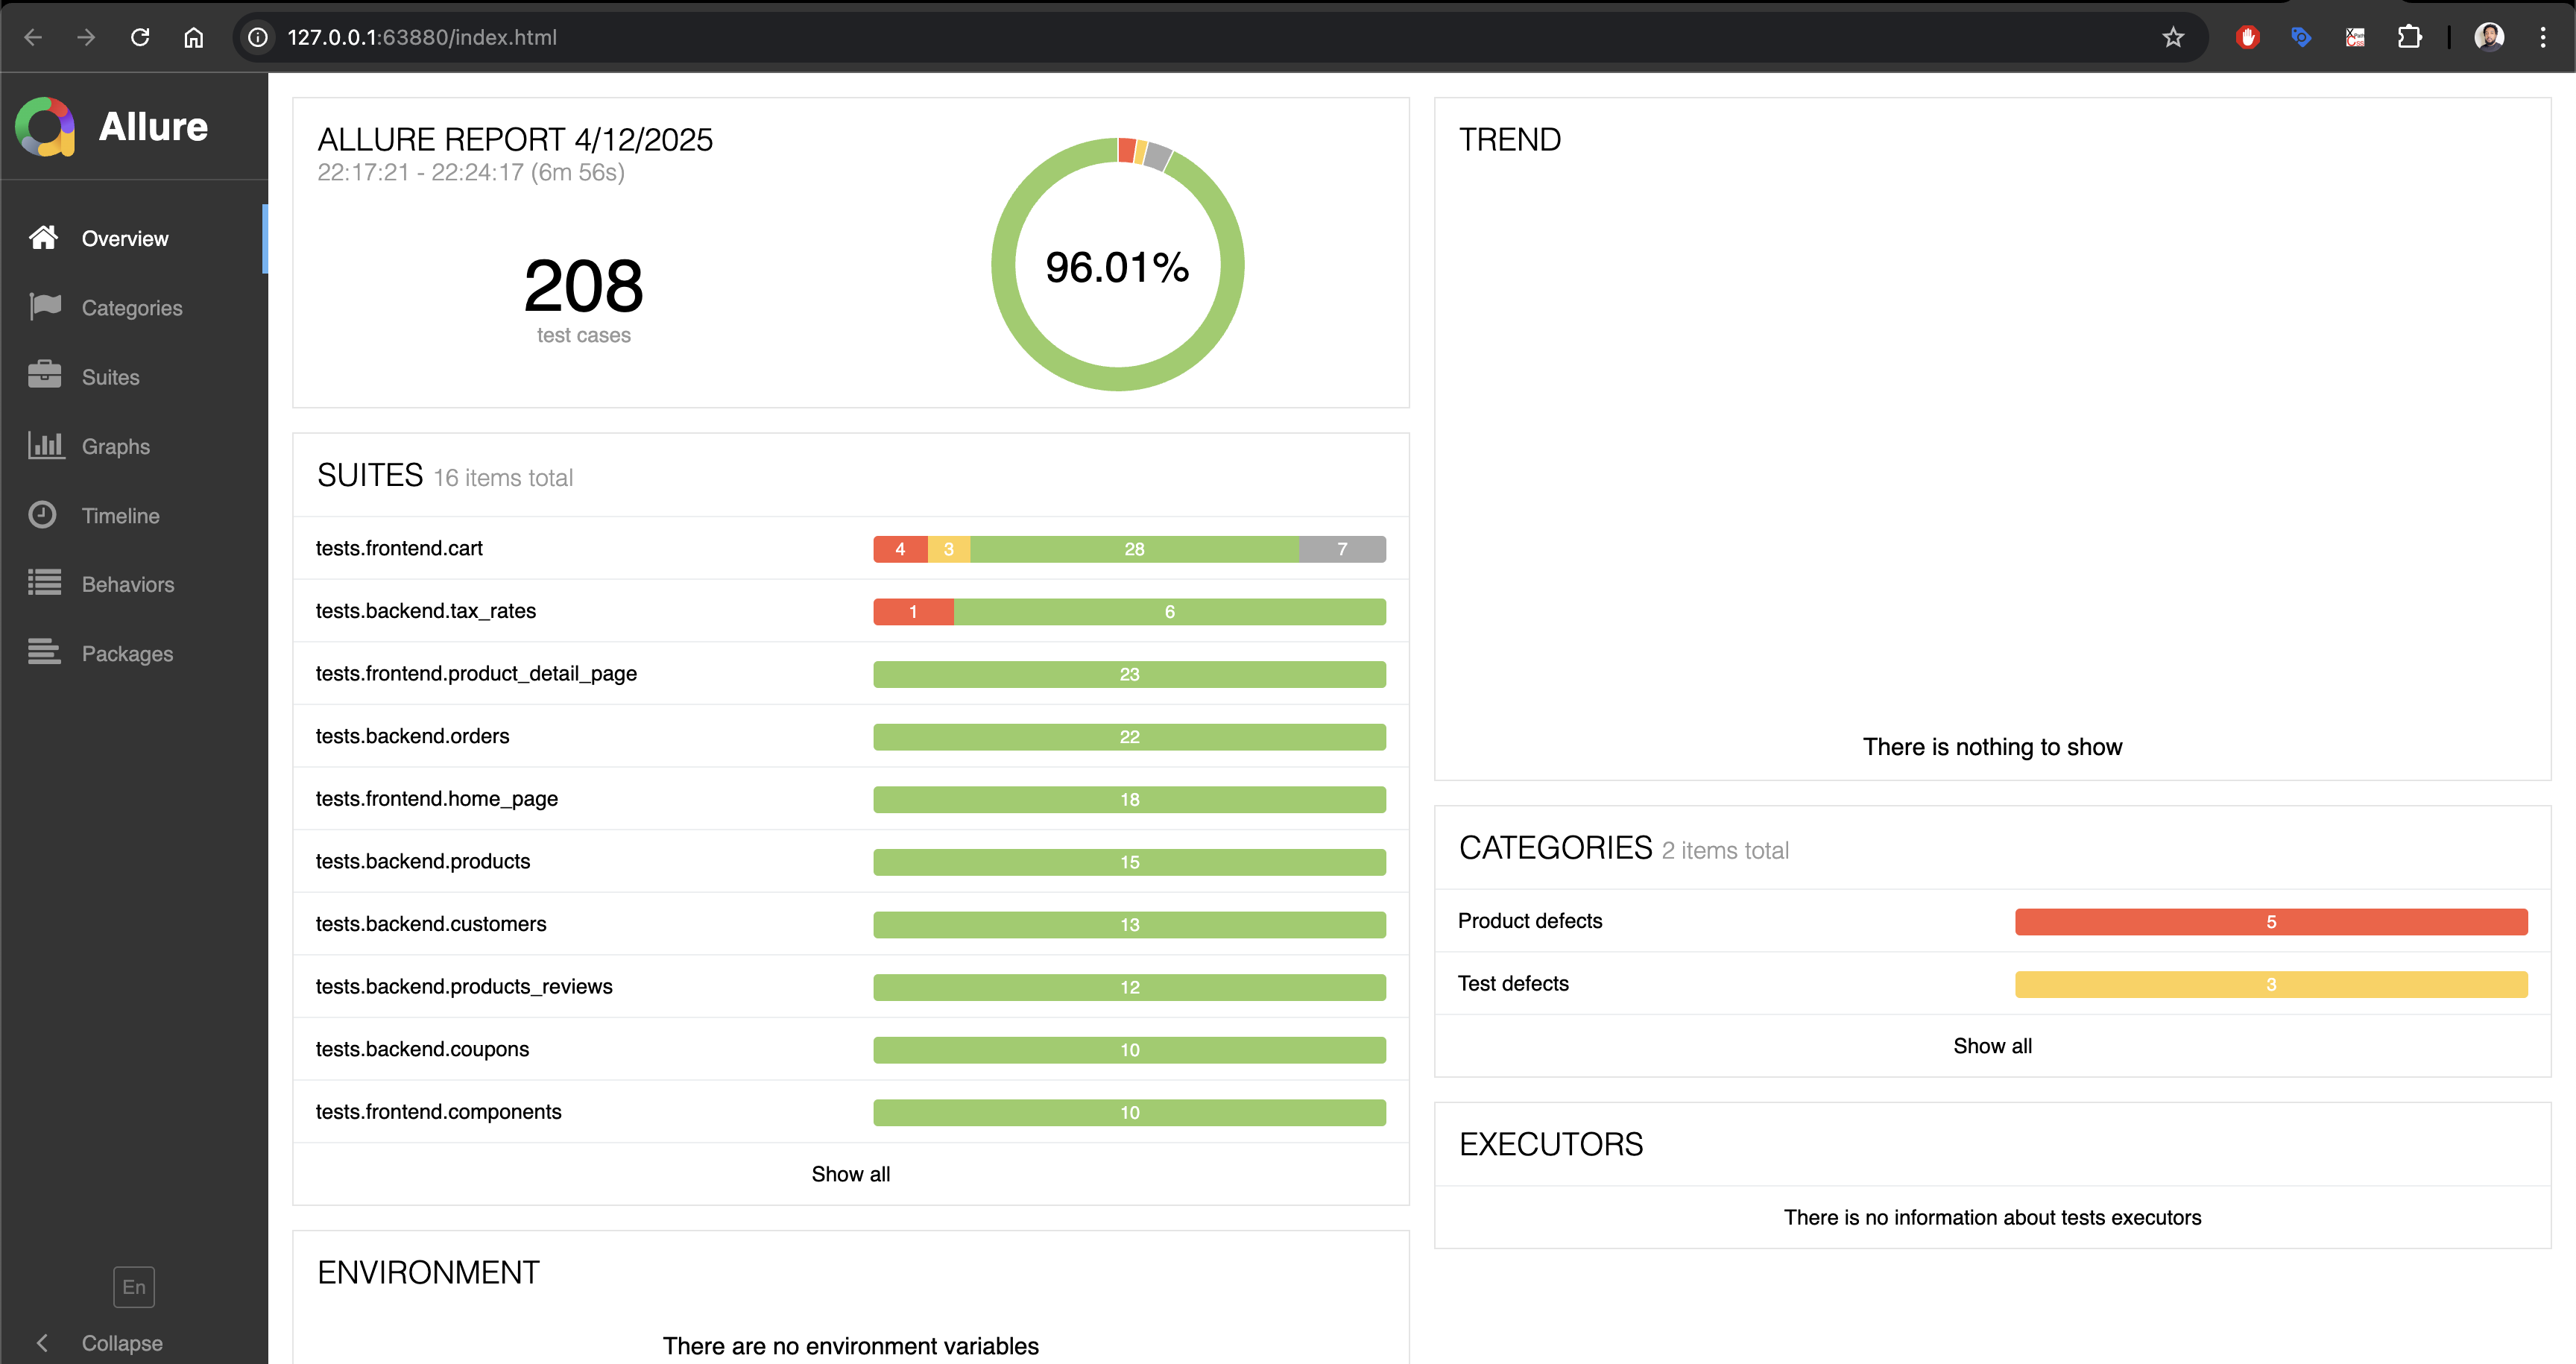 127.0.0.1:63880/index.html
Allure
Overview
Categories
Suites
Graphs
Timeline
Behaviors
Packages
En
Collapse
ALLURE REPORT 4/12/2025
22:17:21 - 22:24:17 (6m 56s)
208
test cases
96.01%
SUITES 16 items total
tests.frontend.cart 4 3 28 7
tests.backend.tax_rates 1 6
tests.frontend.product_detail_page 23
tests.backend.orders 22
tests.frontend.home_page 18
tests.backend.products 15
tests.backend.customers 13
tests.backend.products_reviews 12
tests.backend.coupons 10
tests.frontend.components 10
Show all
ENVIRONMENT
There are no environment variables
TREND
There is nothing to show
CATEGORIES 2 items total
Product defects 5
Test defects 3
Show all
EXECUTORS
There is no information about tests executors